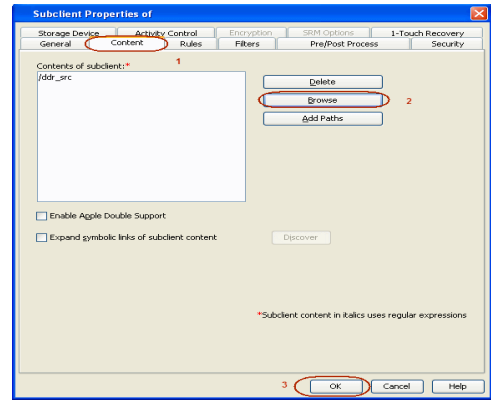 Subclient Properties of
Storage Device Activity Control Encryption SRM Options 1-Touch Recovery
General Content Rules Filters Pre/Post Process Security
1
Contents of subclient:*
/ddr_src
Delete
Browse 2
Add Paths
Enable Apple Double Support
Expand symbolic links of subclient content Discover
*Subclient content in italics uses regular expressions
3 OK Cancel Help